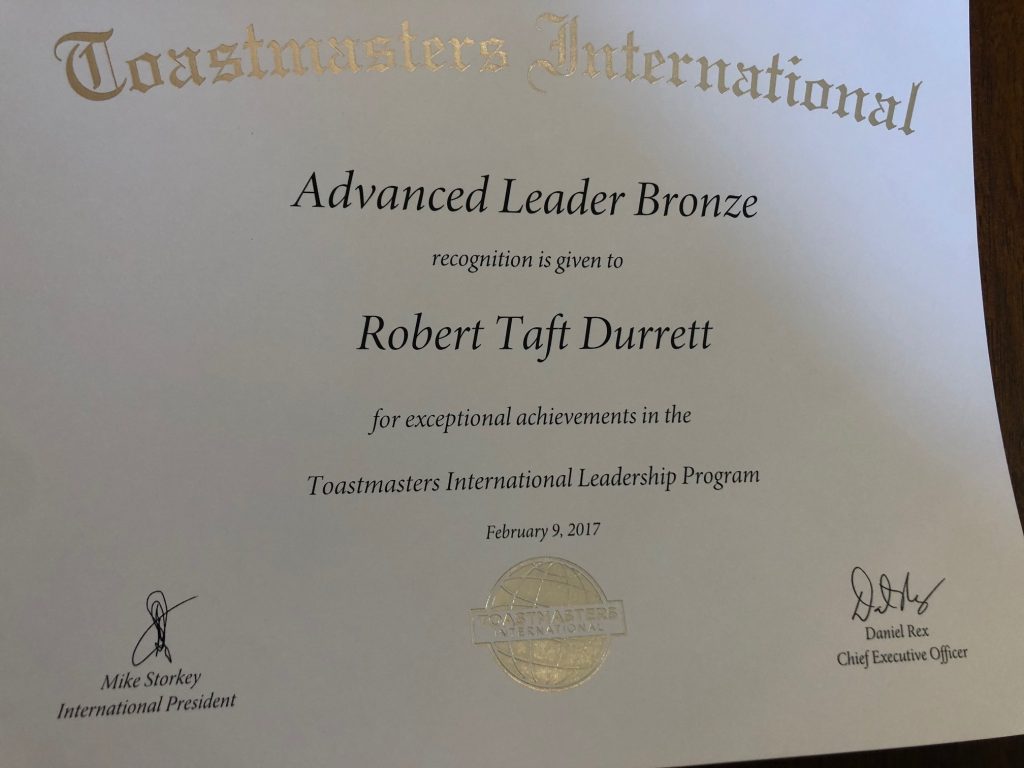 Toastmasters International
Advanced Leader Bronze
recognition is given to
Robert Taft Durrett
for exceptional achievements in the
Toastmasters International Leadership Program
February 9, 2017
TOASTMASTERS
INTERNATIONAL
Mike Storkey
International President
Daniel Rex
Chief Executive Officer